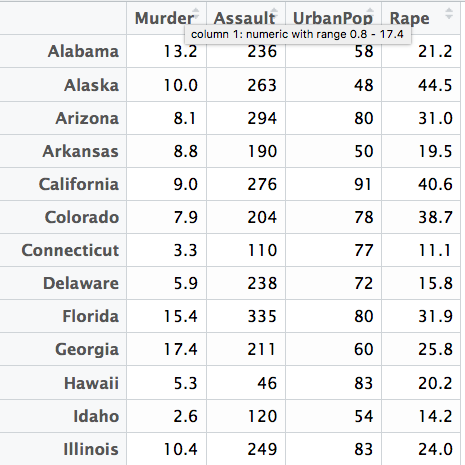 Murder Assault UrbanPop Rape
column 1: numeric with range 0.8 - 17.4
Alabama 13.2 236 58 21.2
Alaska 10.0 263 48 44.5
Arizona 8.1 294 80 31.0
Arkansas 8.8 190 50 19.5
California 9.0 276 91 40.6
Colorado 7.9 204 78 38.7
Connecticut 3.3 110 77 11.1
Delaware 5.9 238 72 15.8
Florida 15.4 335 80 31.9
Georgia 17.4 211 60 25.8
Hawaii 5.3 46 83 20.2
Idaho 2.6 120 54 14.2
Illinois 10.4 249 83 24.0